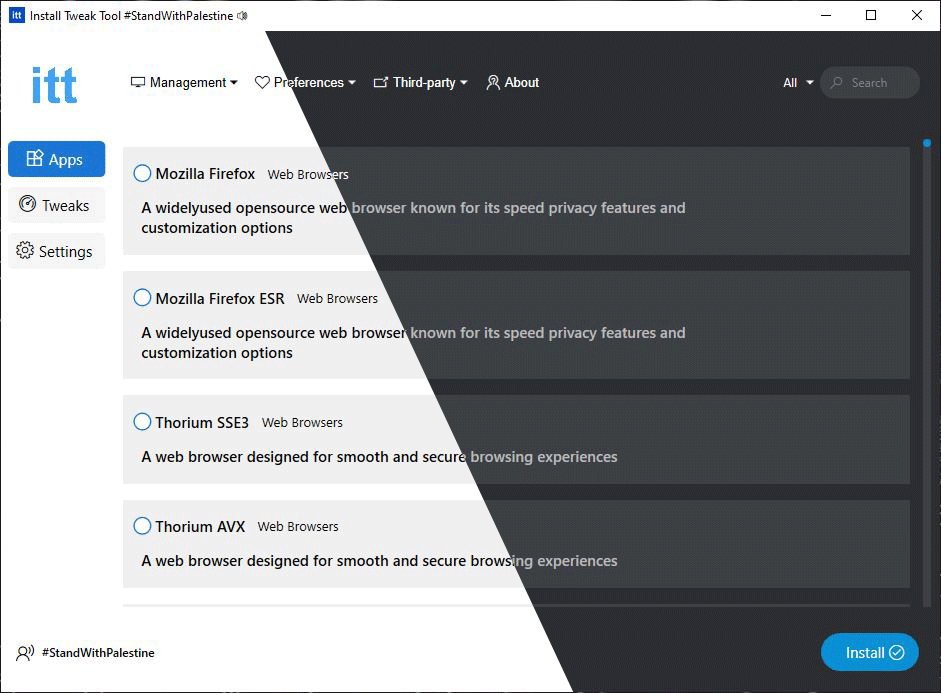 itt Install Tweak Tool #StandWithPalestine
itt
Management Preferences Third-party About All Search
Apps
Tweaks
Settings
Mozilla Firefox Web Browsers
A widelyused opensource web browser known for its speed privacy features and
customization options
Mozilla Firefox ESR Web Browsers
A widelyused opensource web browser known for its speed privacy features and
customization options
Thorium SSE3 Web Browsers
A web browser designed for smooth and secure browsing experiences
Thorium AVX Web Browsers
A web browser designed for smooth and secure browsing experiences
#StandWithPalestine
Install